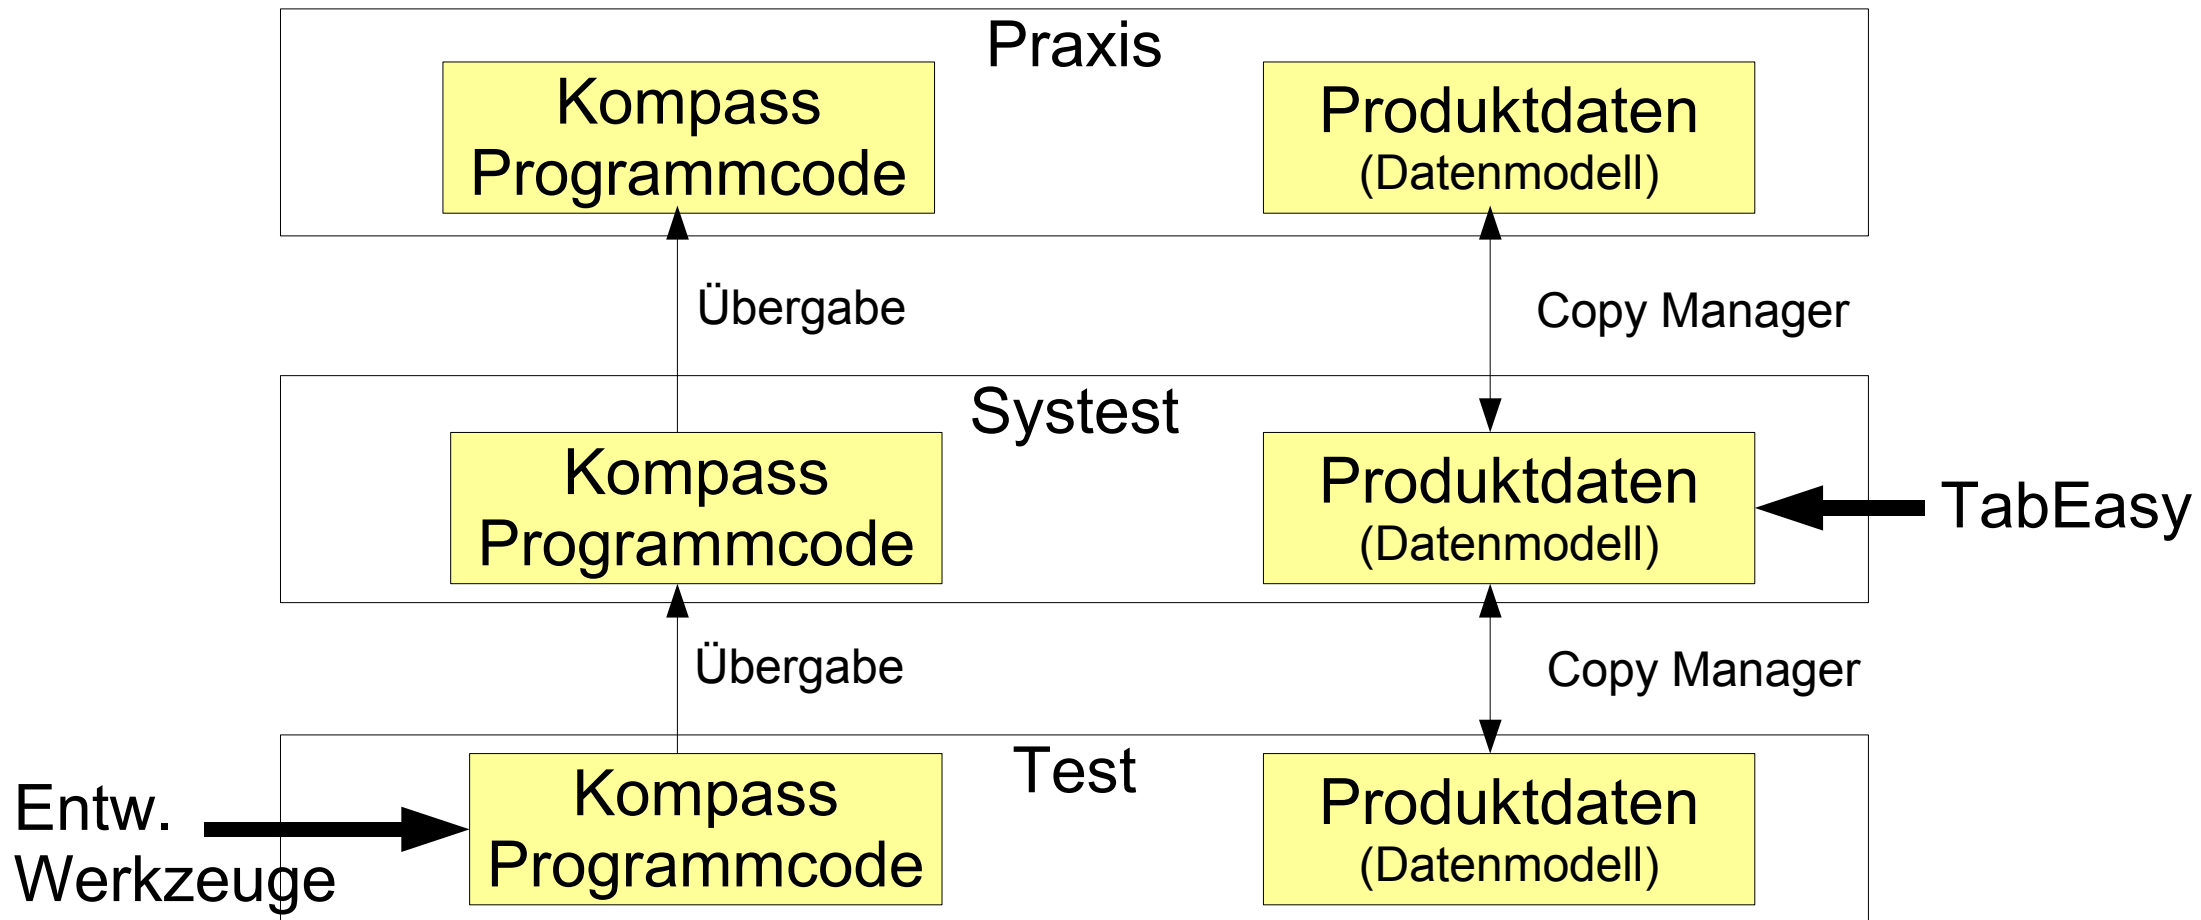 Praxis
Kompass
Programmcode
Produktdaten
(Datenmodell)
Übergabe
Copy Manager
Systest
Kompass
Programmcode
Produktdaten
(Datenmodell)
TabEasy
Übergabe
Copy Manager
Test
Entw.
Werkzeuge
Kompass
Programmcode
Produktdaten
(Datenmodell)